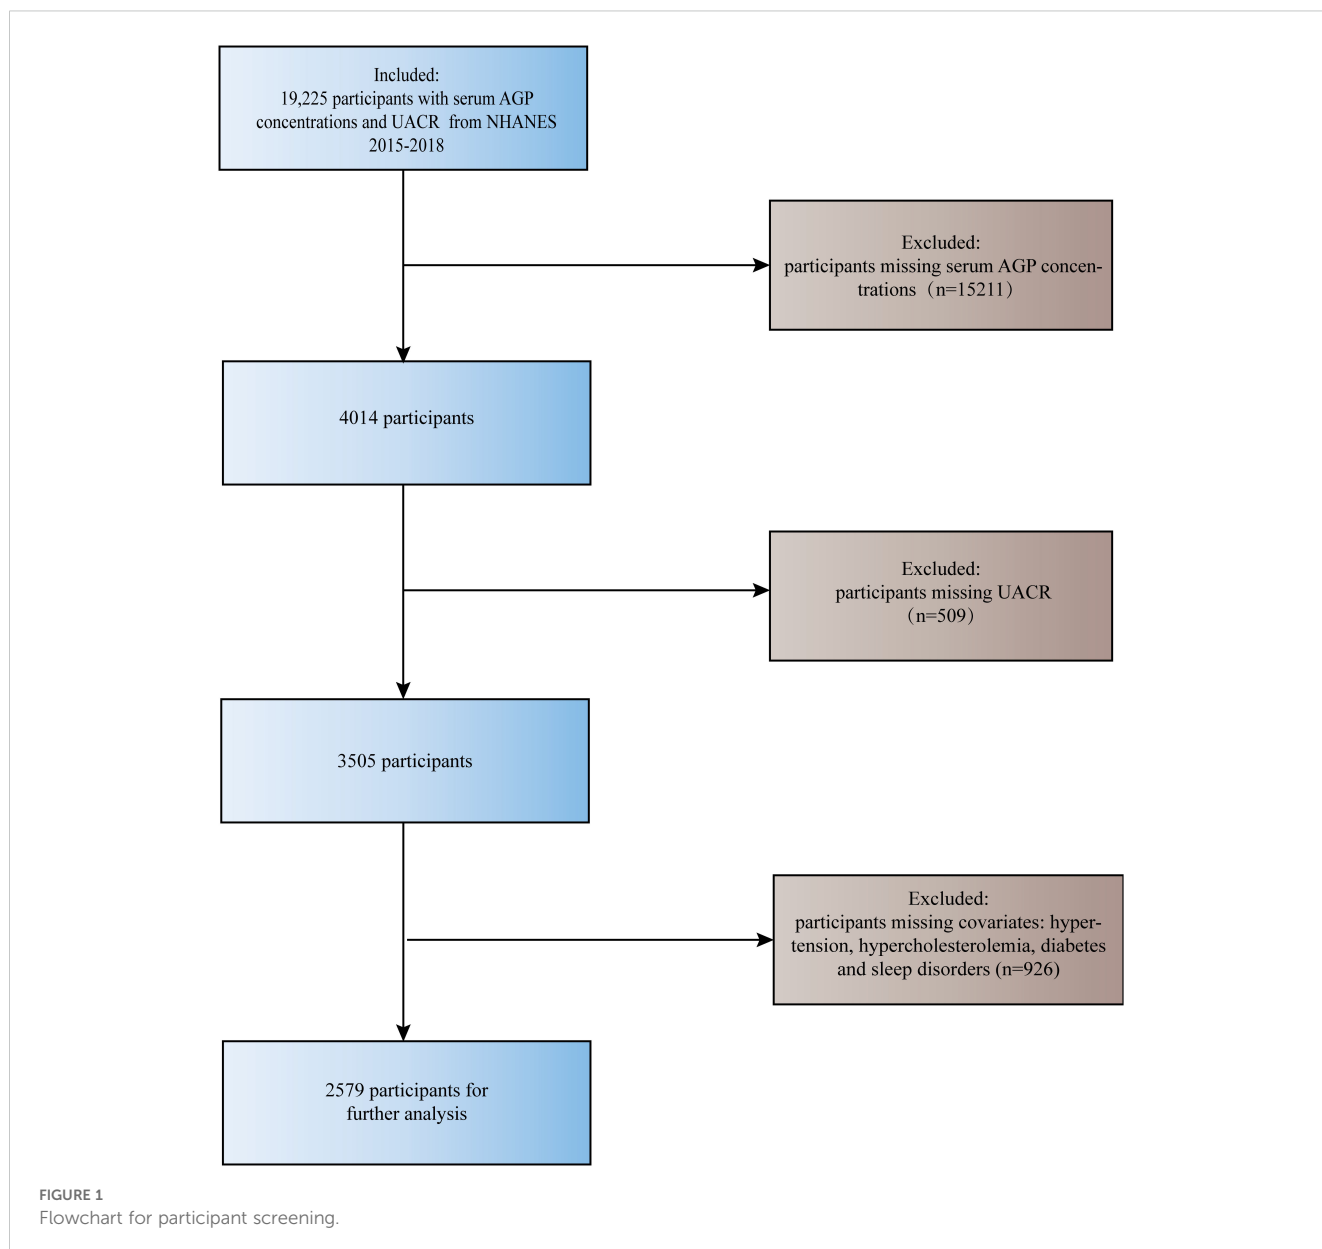 Included:
19,225 participants with serum AGP
concentrations and UACR from NHANES
2015-2018
Excluded:
participants missing serum AGP concen-
trations（n=15211）
4014 participants
Excluded:
participants missing UACR
（n=509）
3505 participants
Excluded:
participants missing covariates: hyper-
tension, hypercholesterolemia, diabetes
and sleep disorders (n=926)
2579 participants for
further analysis
FIGURE 1
Flowchart for participant screening.